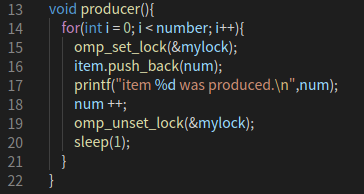 13 void producer(){
14 for(int i = 0; i < number; i++){
15 omp_set_lock(&mylock);
16 item.push_back(num);
17 printf("item %d was produced.\n",num);
18 num ++;
19 omp_unset_lock(&mylock);
20 sleep(1);
21 }
22 }